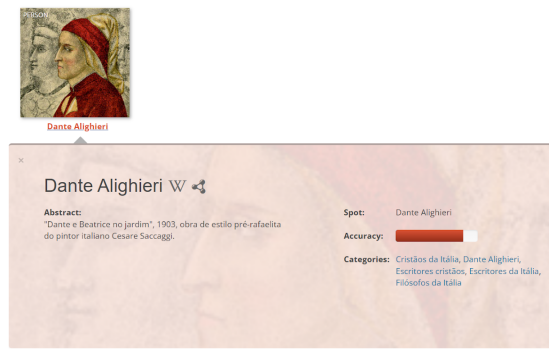 PERSON
Dante Alighieri
×
Dante Alighieri W
Abstract:
"Dante e Beatrice no jardim", 1903, obra de estilo pré-rafaelita
do pintor italiano Cesare Saccaggi.
Spot: Dante Alighieri
Accuracy:
Categories: Cristãos da Itália, Dante Alighieri,
Escritores cristãos, Escritores da Itália,
Filósofos da Itália